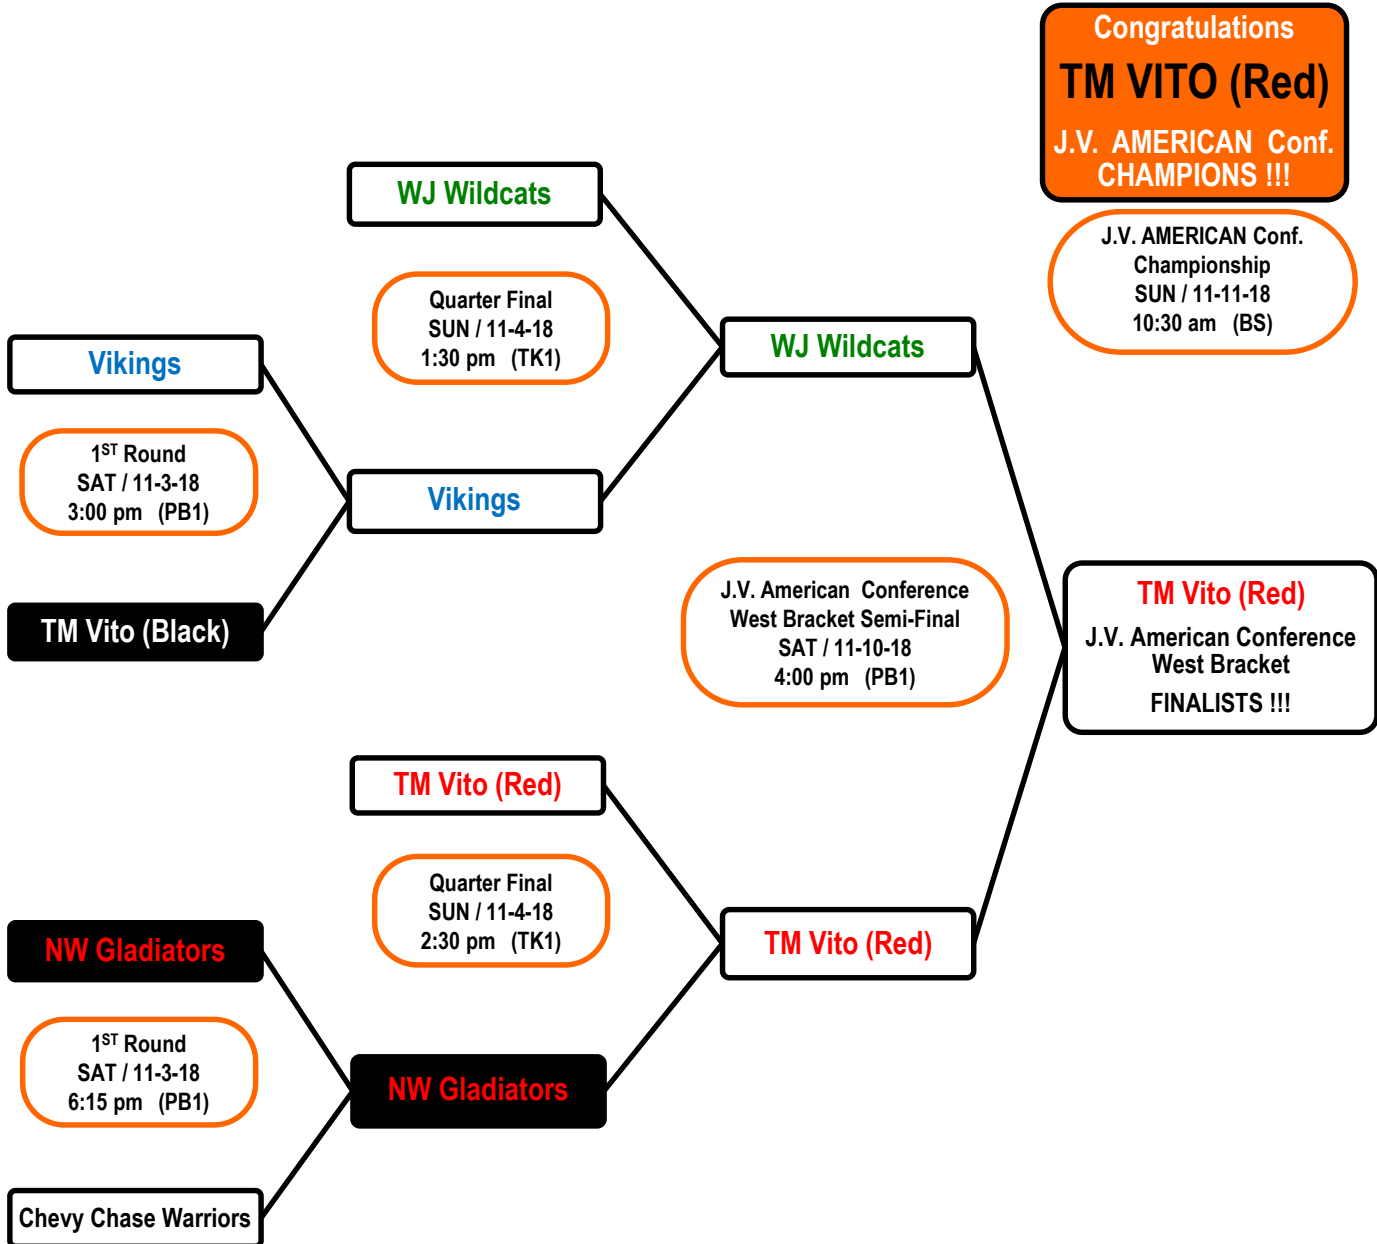 Congratulations
TM VITO (Red)
J.V. AMERICAN Conf.
CHAMPIONS !!!
J.V. AMERICAN Conf.
Championship
SUN / 11-11-18
10:30 am (BS)
WJ Wildcats
Quarter Final
SUN / 11-4-18
1:30 pm (TK1)
WJ Wildcats
Vikings
1ST Round
SAT / 11-3-18
3:00 pm (PB1)
Vikings
TM Vito (Black)
J.V. American Conference
West Bracket Semi-Final
SAT / 11-10-18
4:00 pm (PB1)
TM Vito (Red)
J.V. American Conference
West Bracket
FINALISTS !!!
TM Vito (Red)
Quarter Final
SUN / 11-4-18
2:30 pm (TK1)
TM Vito (Red)
NW Gladiators
1ST Round
SAT / 11-3-18
6:15 pm (PB1)
NW Gladiators
Chevy Chase Warriors